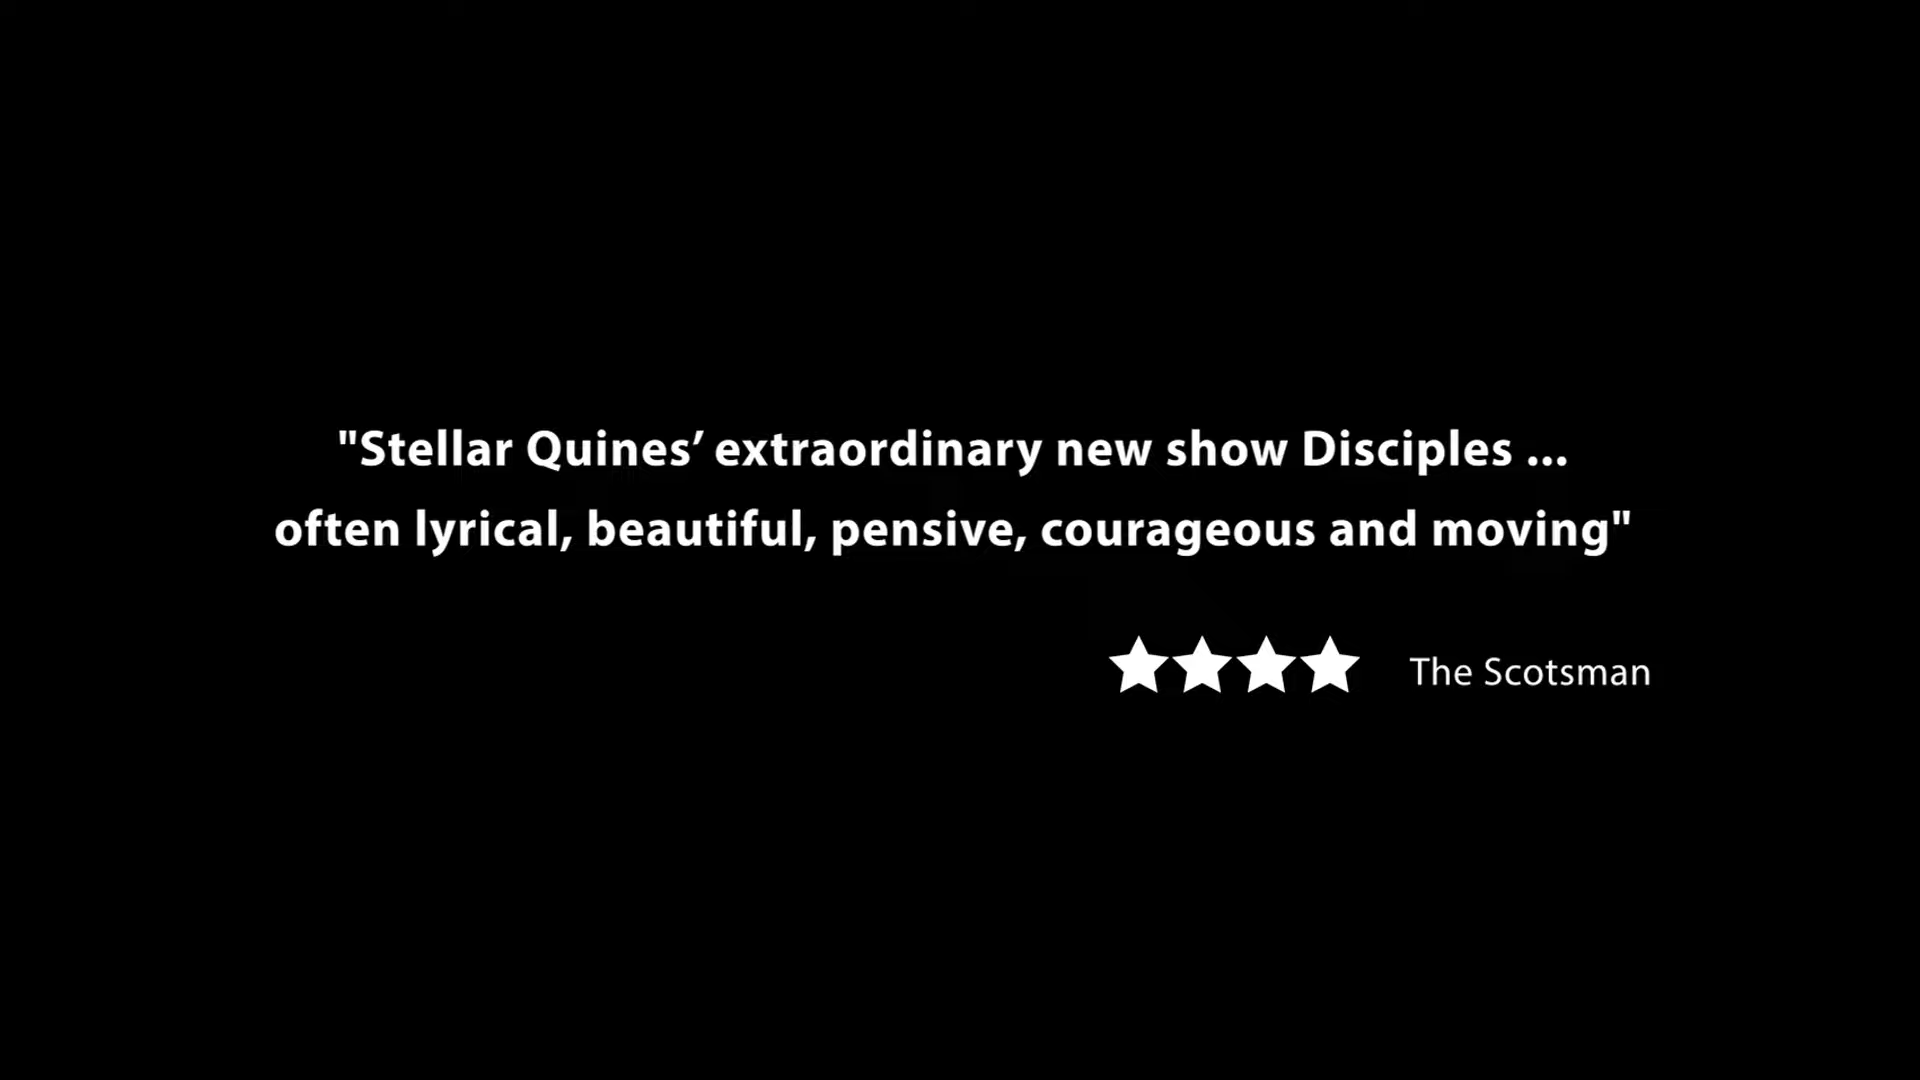 "Stellar Quines’ extraordinary new show Disciples ...
often lyrical, beautiful, pensive, courageous and moving"
★★★★ The Scotsman